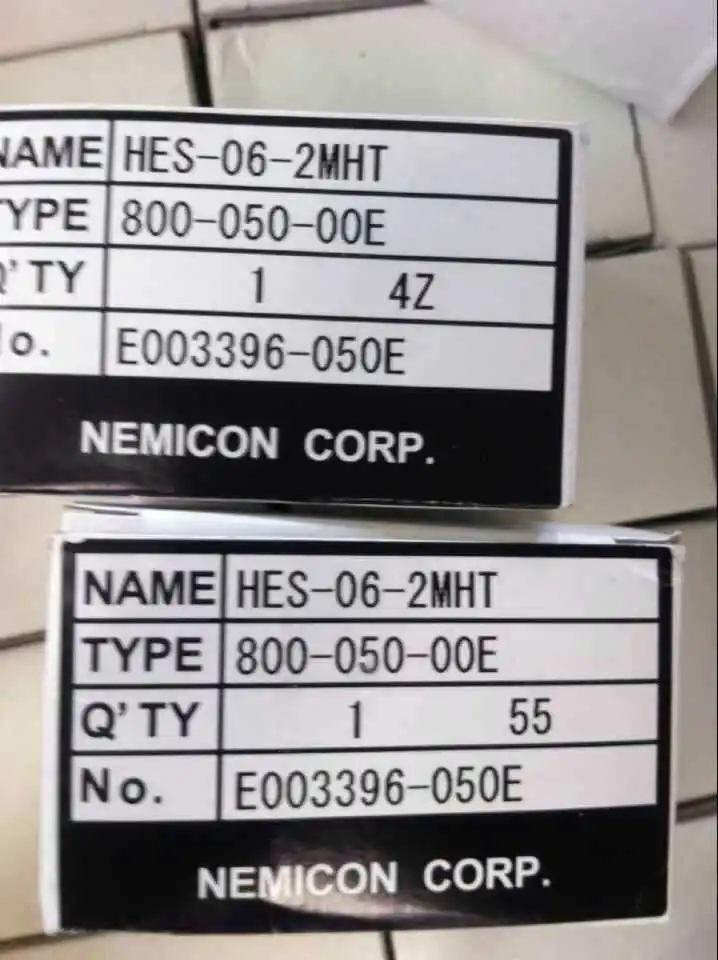 NAME HES-06-2MHT
TYPE 800-050-00E
Q'TY 1 4Z
No. E003396-050E
NEMICON CORP.
NAME HES-06-2MHT
TYPE 800-050-00E
Q'TY 1 55
No. E003396-050E
NEMICON CORP.